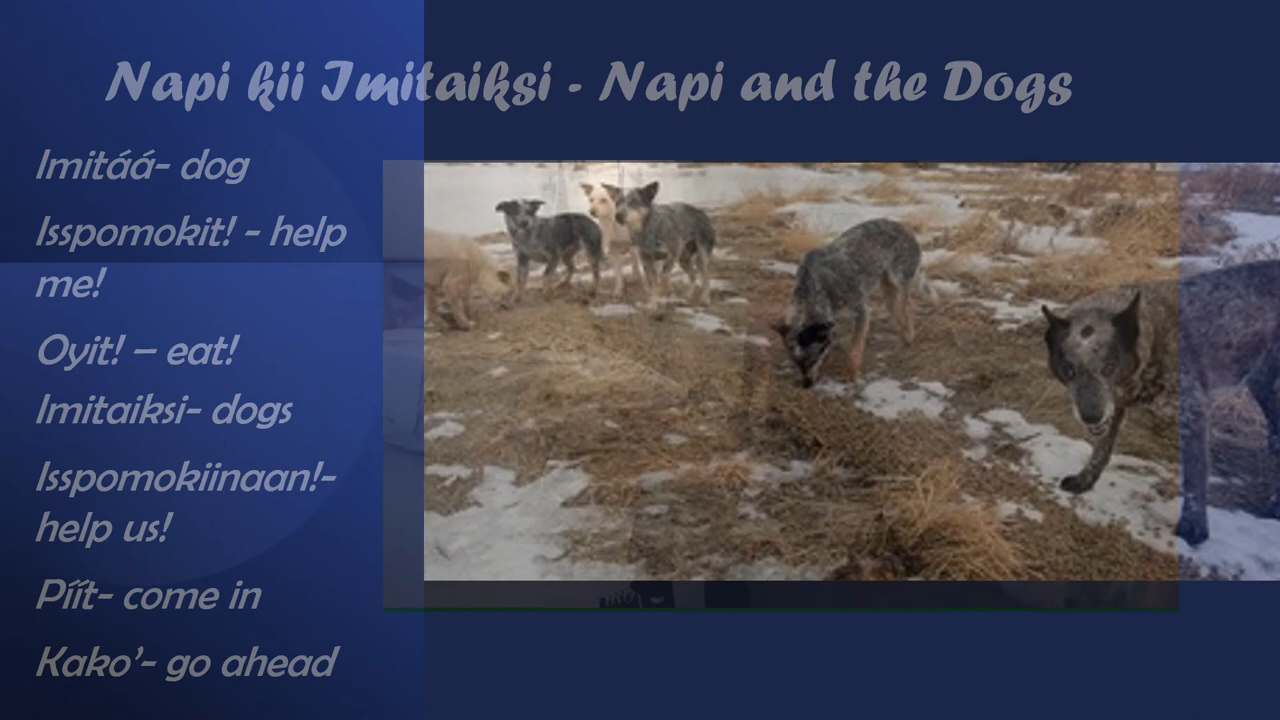 Napi kii Imitaiksi - Napi and the Dogs
Imitáá- dog
Isspomokit! - help
me!
Oyit! – eat!
Imitaiksi- dogs
Isspomokiinaan!-
help us!
Píít- come in
Kako’- go ahead